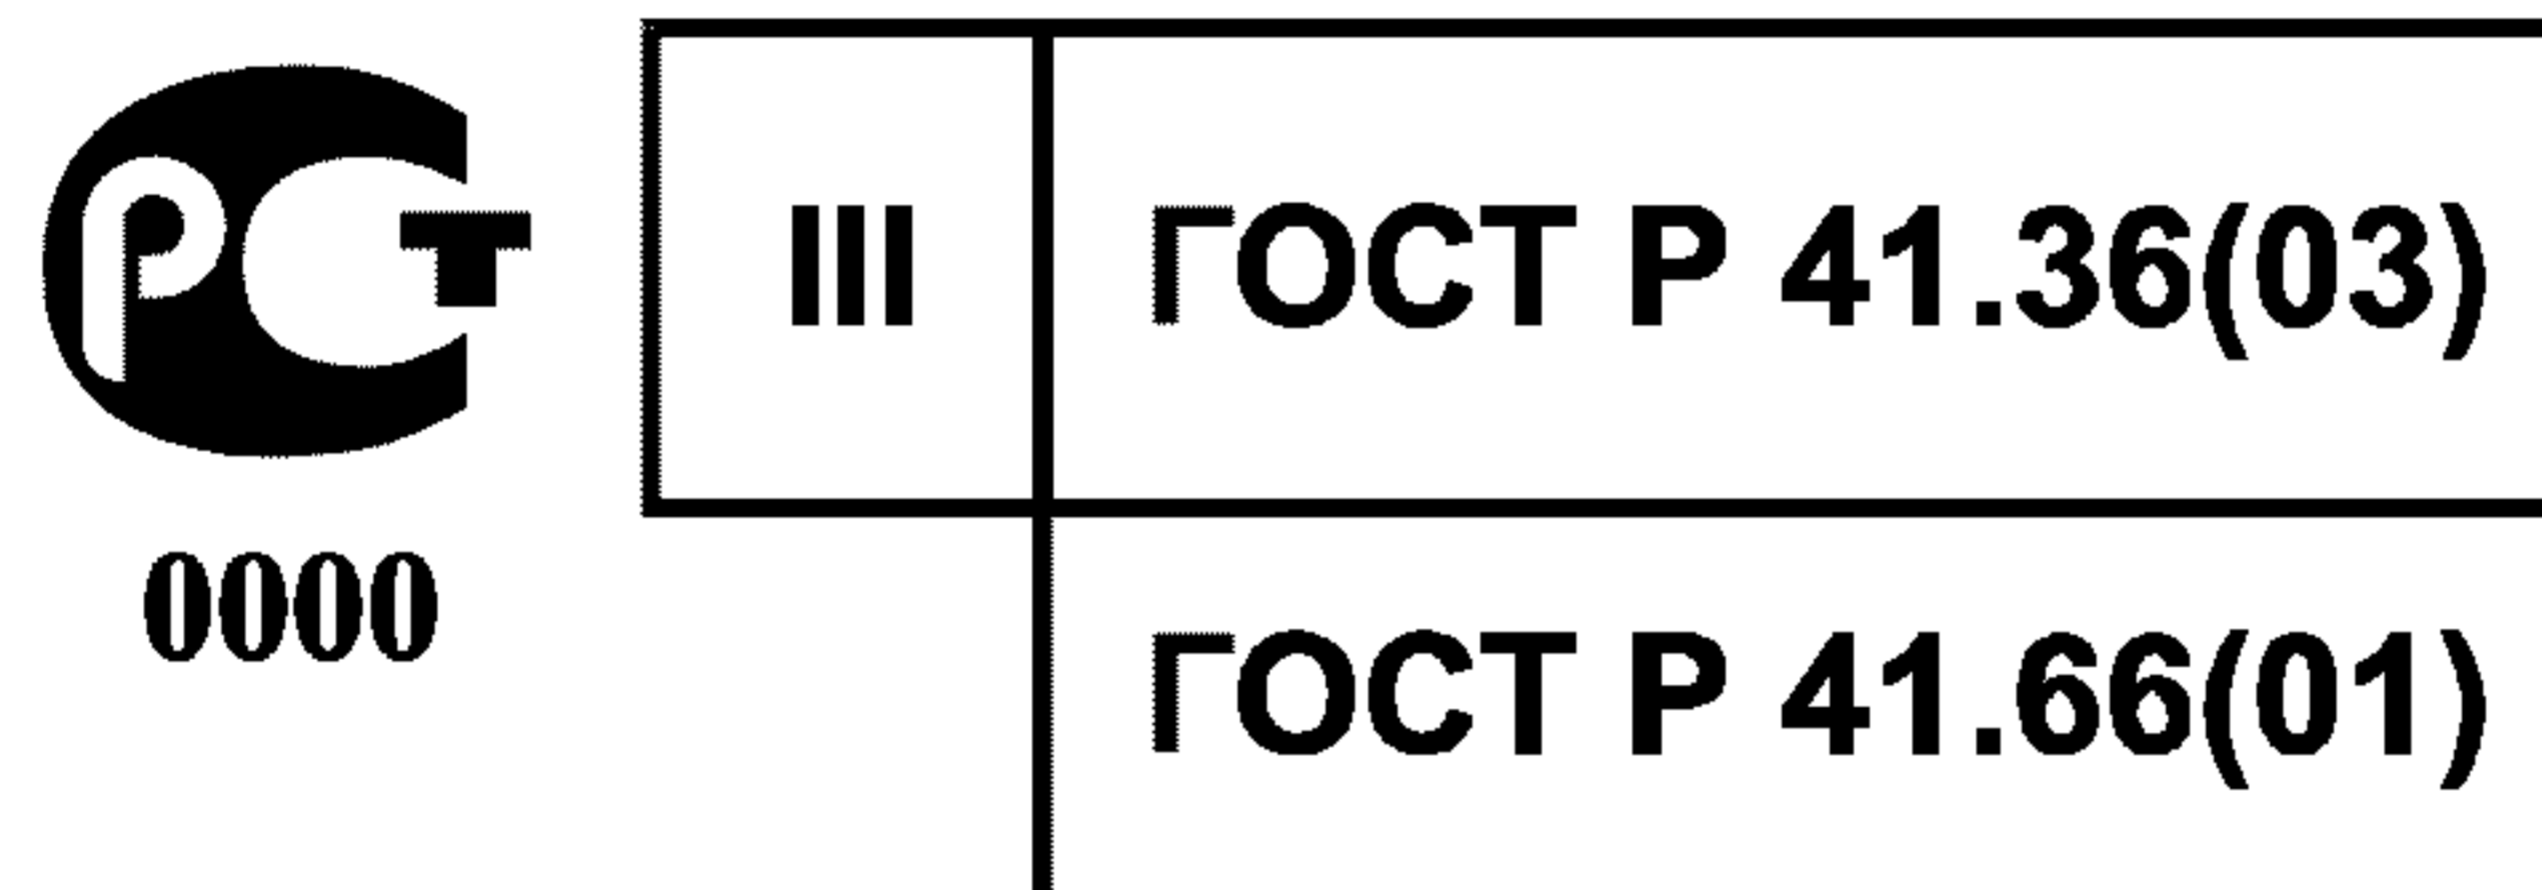 РСТ
III
ГОСТ Р 41.36(03)
0000
ГОСТ Р 41.66(01)